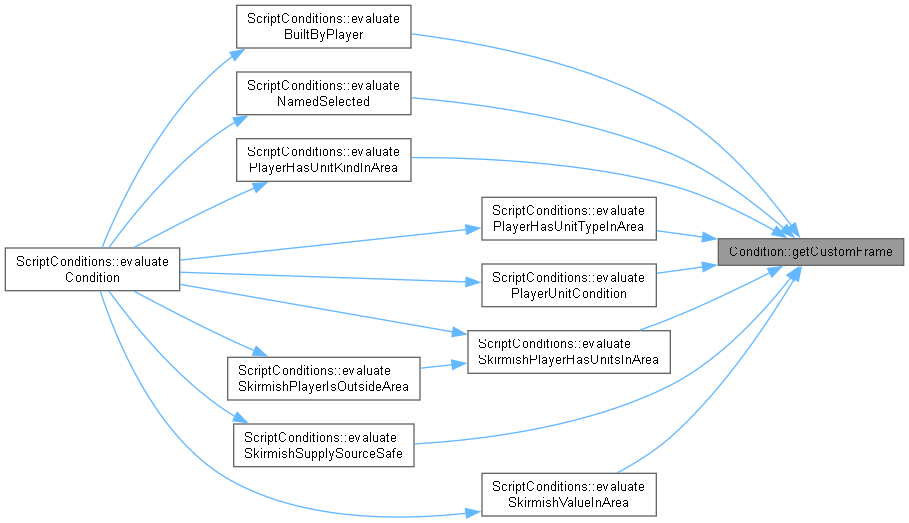 ScriptConditions::evaluate
BuiltByPlayer
ScriptConditions::evaluate
NamedSelected
ScriptConditions::evaluate
PlayerHasUnitKindInArea
ScriptConditions::evaluate
PlayerHasUnitTypeInArea
Condition::getCustomFrame
ScriptConditions::evaluate
Condition
ScriptConditions::evaluate
PlayerUnitCondition
ScriptConditions::evaluate
SkirmishPlayerHasUnitsInArea
ScriptConditions::evaluate
SkirmishPlayerIsOutsideArea
ScriptConditions::evaluate
SkirmishSupplySourceSafe
ScriptConditions::evaluate
SkirmishValueInArea